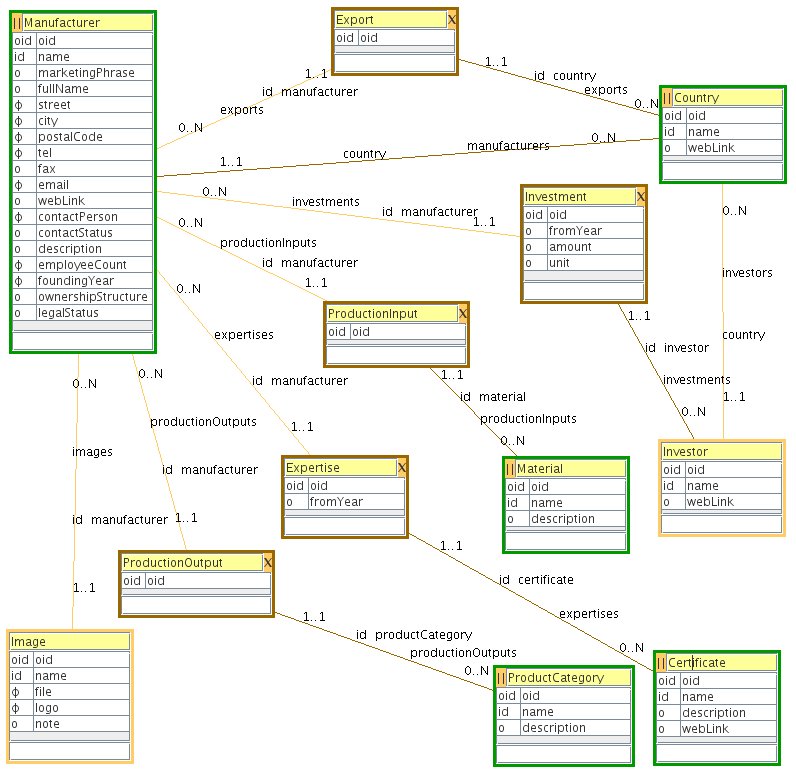 || Manufacturer
oid oid
id name
o marketingPhrase
o fullName
ϕ street
ϕ city
ϕ postalCode
ϕ tel
o fax
ϕ email
o webLink
ϕ contactPerson
o contactStatus
o description
ϕ employeeCount
ϕ foundingYear
o ownershipStructure
o legalStatus
Export X
oid oid
1..1
id manufacturer
exports
0..N
1..1
id country
exports
0..N
|| Country
oid oid
id name
o webLink
1..1
country
manufacturers
0..N
0..N
investments
id manufacturer
1..1
Investment X
oid oid
o fromYear
o amount
o unit
0..N
productionInputs
id manufacturer
1..1
ProductionInput X
oid oid
0..N
investors
country
1..1
1..1
id investor
investments
0..N
Investor
oid oid
id name
o webLink
0..N
expertises
id manufacturer
1..1
Expertise X
oid oid
o fromYear
1..1
id material
productionInputs
0..N
|| Material
oid oid
id name
o description
0..N
productionOutputs
id manufacturer
1..1
ProductionOutput X
oid oid
0..N
images
id manufacturer
1..1
Image
oid oid
id name
ϕ file
ϕ logo
o note
1..1
id productCategory
productionOutputs
0..N
|| ProductCategory
oid oid
id name
o description
1..1
id certificate
expertises
0..N
|| Certificate
oid oid
id name
o description
o webLink